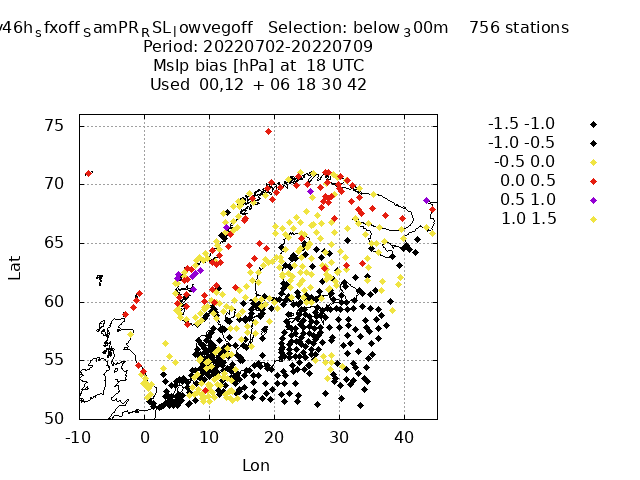 v46h_sfxoff_SamPR_RSL_lowvegoff Selection: below_300m 756 stations
Period: 20220702-20220709
Mslp bias [hPa] at 18 UTC
Used 00,12 + 06 18 30 42
-1.5 -1.0
-1.0 -0.5
-0.5 0.0
0.0 0.5
0.5 1.0
1.0 1.5
75
70
65
60
55
50
Lat
-10 0 10 20 30 40
Lon